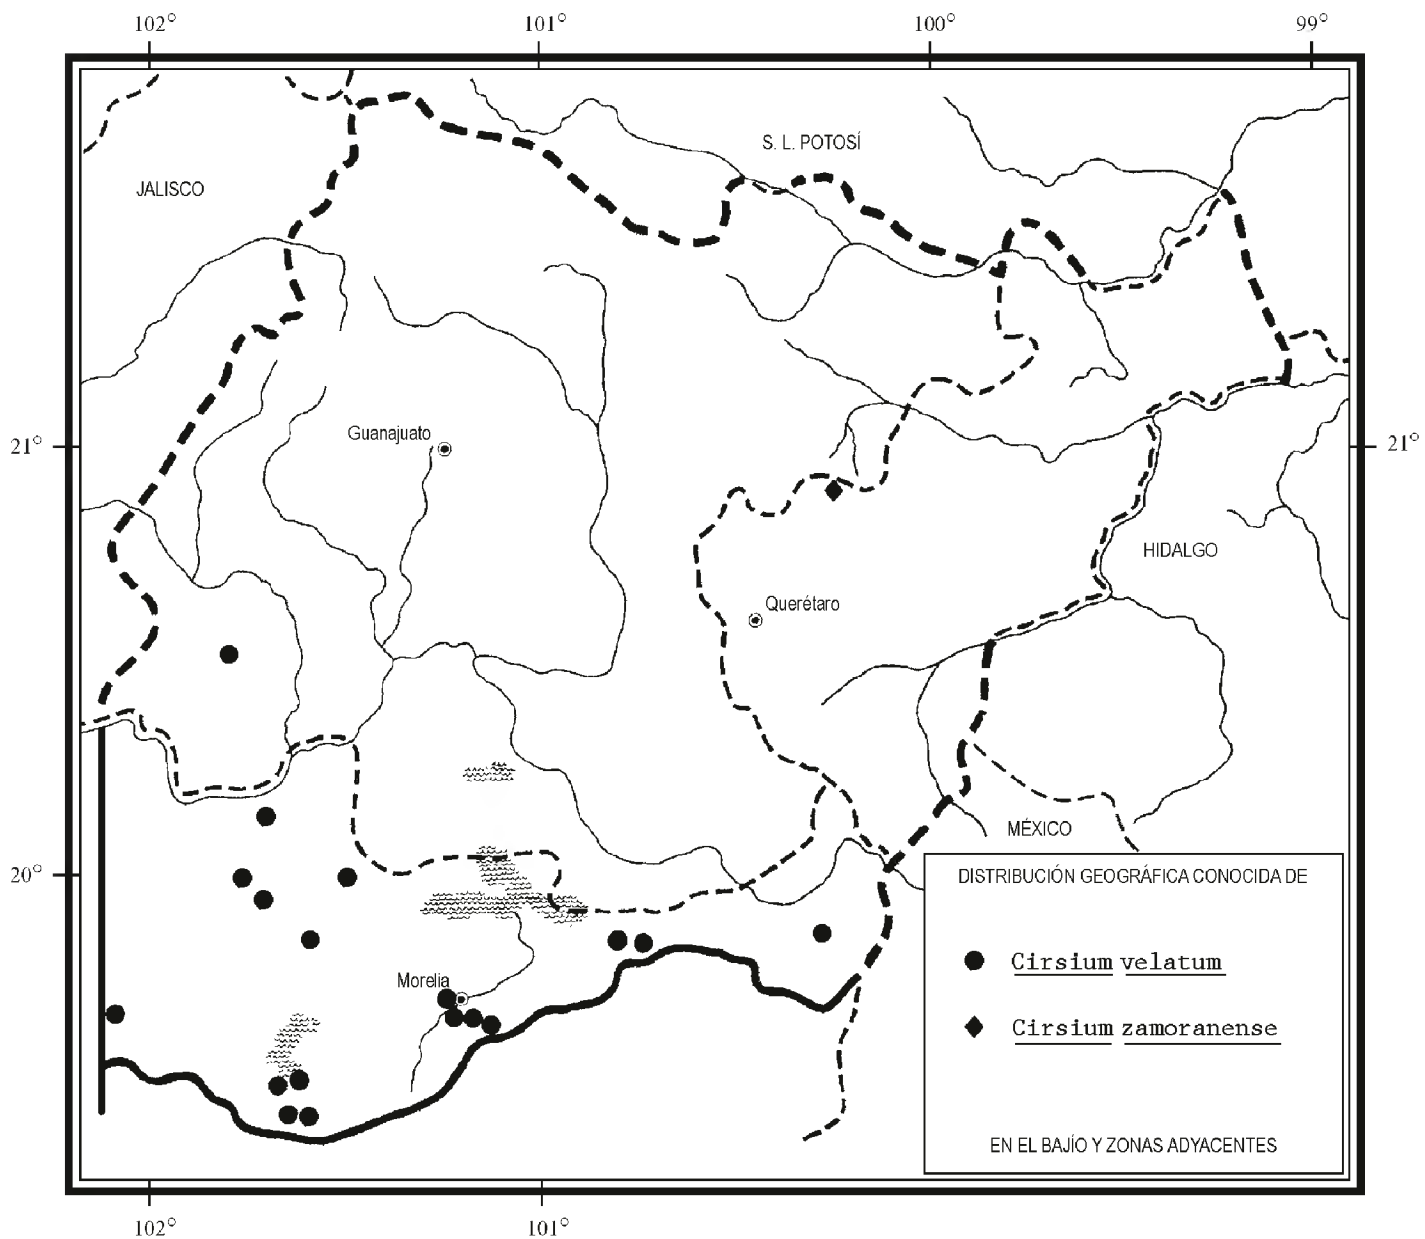 102° 101° 100° 99°
S. L. POTOSÍ
JALISCO
Guanajuato
21° 21°
HIDALGO
Querétaro
MÉXICO
20°
DISTRIBUCIÓN GEOGRÁFICA CONOCIDA DE
Cirsium velatum
Morelia
Cirsium zamoranense
EN EL BAJÍO Y ZONAS ADYACENTES
102° 101°